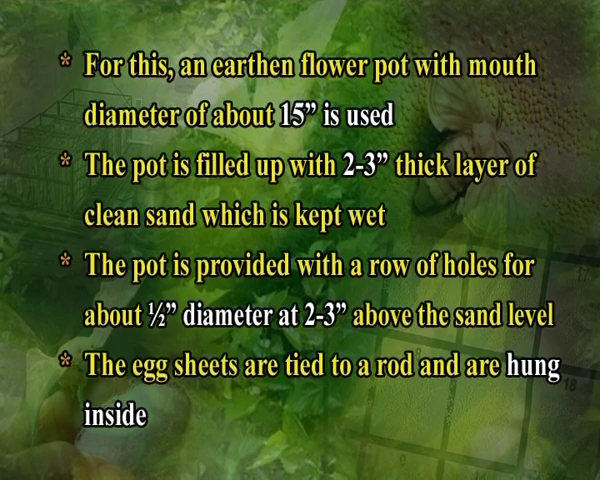 * For this, an earthen flower pot with mouth
diameter of about 15” is used
* The pot is filled up with 2-3” thick layer of
clean sand which is kept wet
* The pot is provided with a row of holes for
about ½” diameter at 2-3” above the sand level
* The egg sheets are tied to a rod and are hung
inside
18